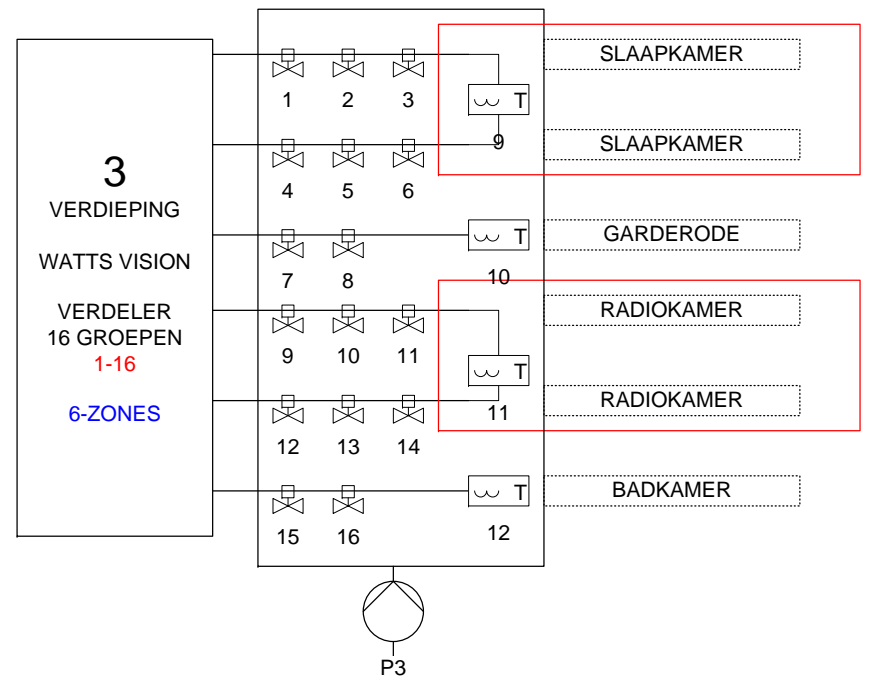 3
VERDIEPING
WATTS VISION
VERDELER
16 GROEPEN
1-16
6-ZONES
1 2 3
T
9
SLAAPKAMER
4 5 6
SLAAPKAMER
7 8
T
10
GARDERODE
9 10 11
RADIOKAMER
T
11
12 13 14
RADIOKAMER
15 16
T
12
BADKAMER
P3